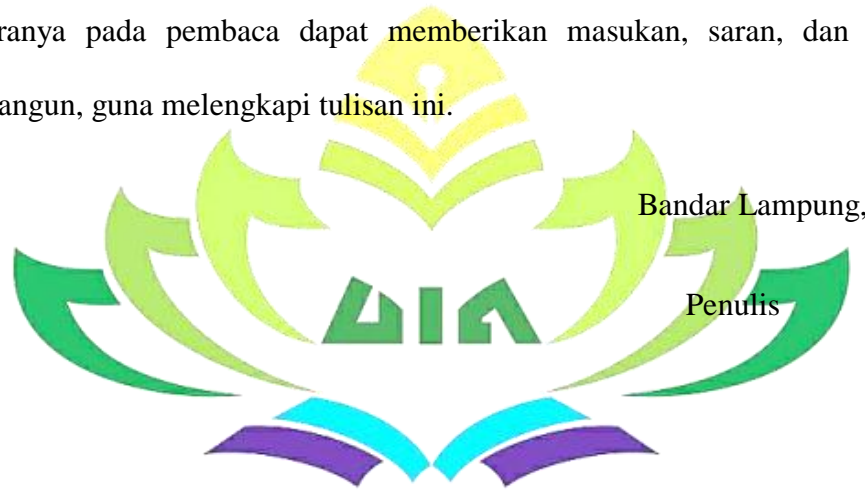 ranya pada pembaca dapat memberikan masukan, saran, dan
angun, guna melengkapi tulisan ini.
Bandar Lampung,
Penulis